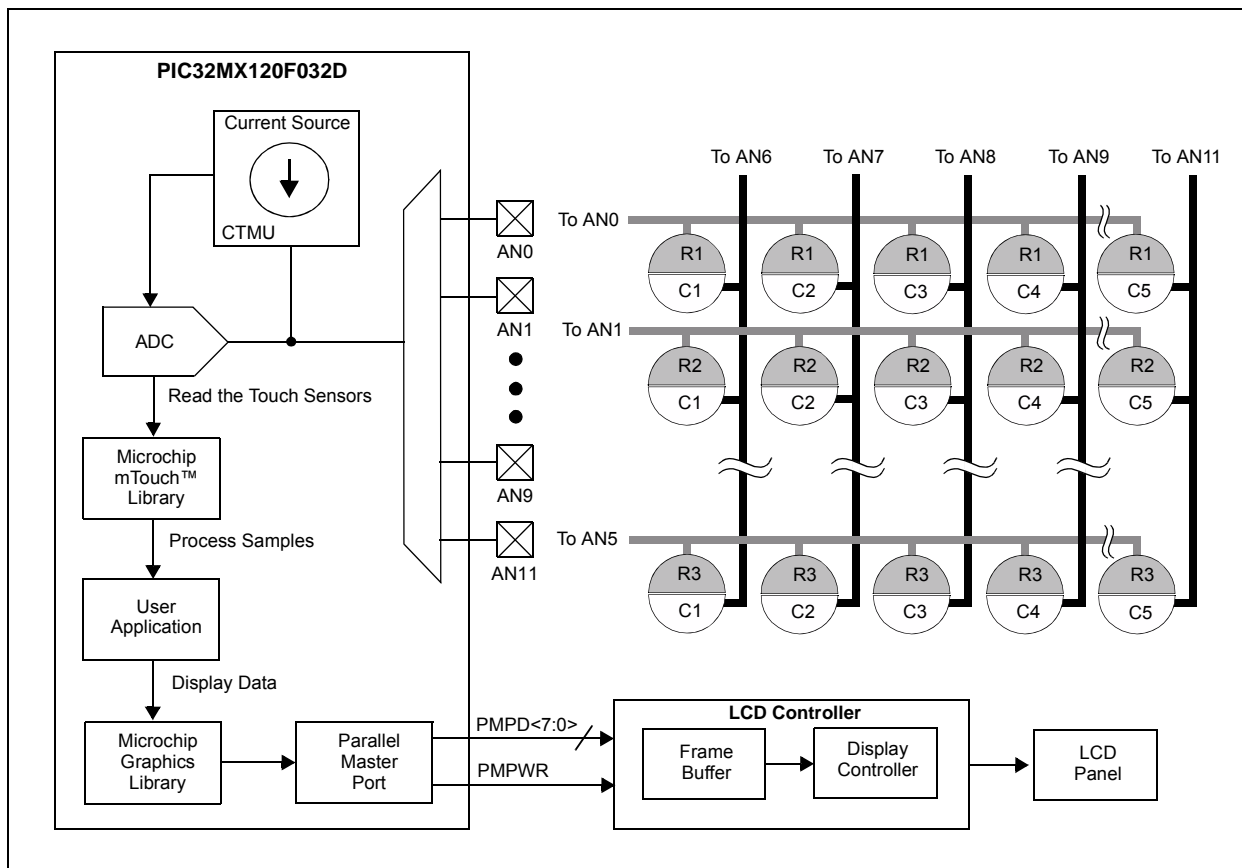 PIC32MX120F032D
Current Source
CTMU
ADC
Read the Touch Sensors
Microchip
mTouch™
Library
Process Samples
User
Application
Display Data
Microchip
Graphics
Library
Parallel
Master
Port
AN0
AN1
AN9
AN11
To AN6
To AN7
To AN8
To AN9
To AN11
To AN0
R1
R1
R1
R1
R1
C1
C2
C3
C4
C5
To AN1
R2
R2
R2
R2
R2
C1
C2
C3
C4
C5
To AN5
R3
R3
R3
R3
R3
C1
C2
C3
C4
C5
PMPD<7:0>
PMPWR
LCD Controller
Frame
Buffer
Display
Controller
LCD
Panel